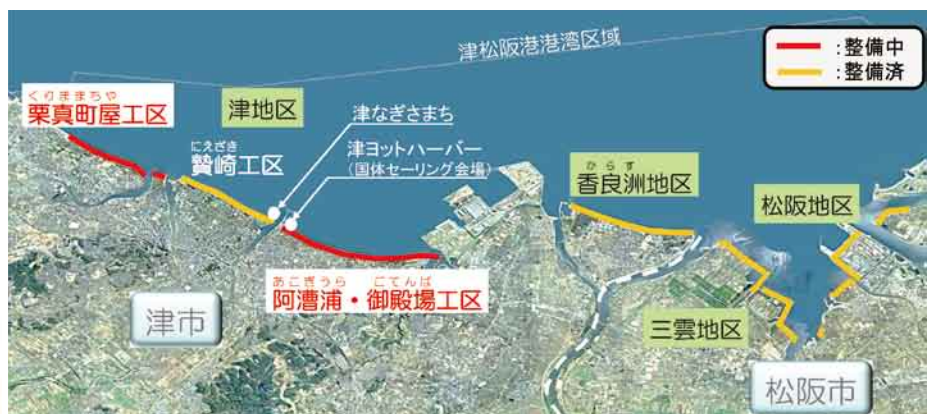 津松阪港港湾区域
:整備中
:整備済
くりままちや
栗真町屋工区
津地区
津なぎさまち
にえざき
贄崎工区
津ヨットハーバー
(国体セーリング会場)
からす
香良洲地区
松阪地区
あこぎうら ごてんば
阿漕浦・御殿場工区
津市
三雲地区
松阪市